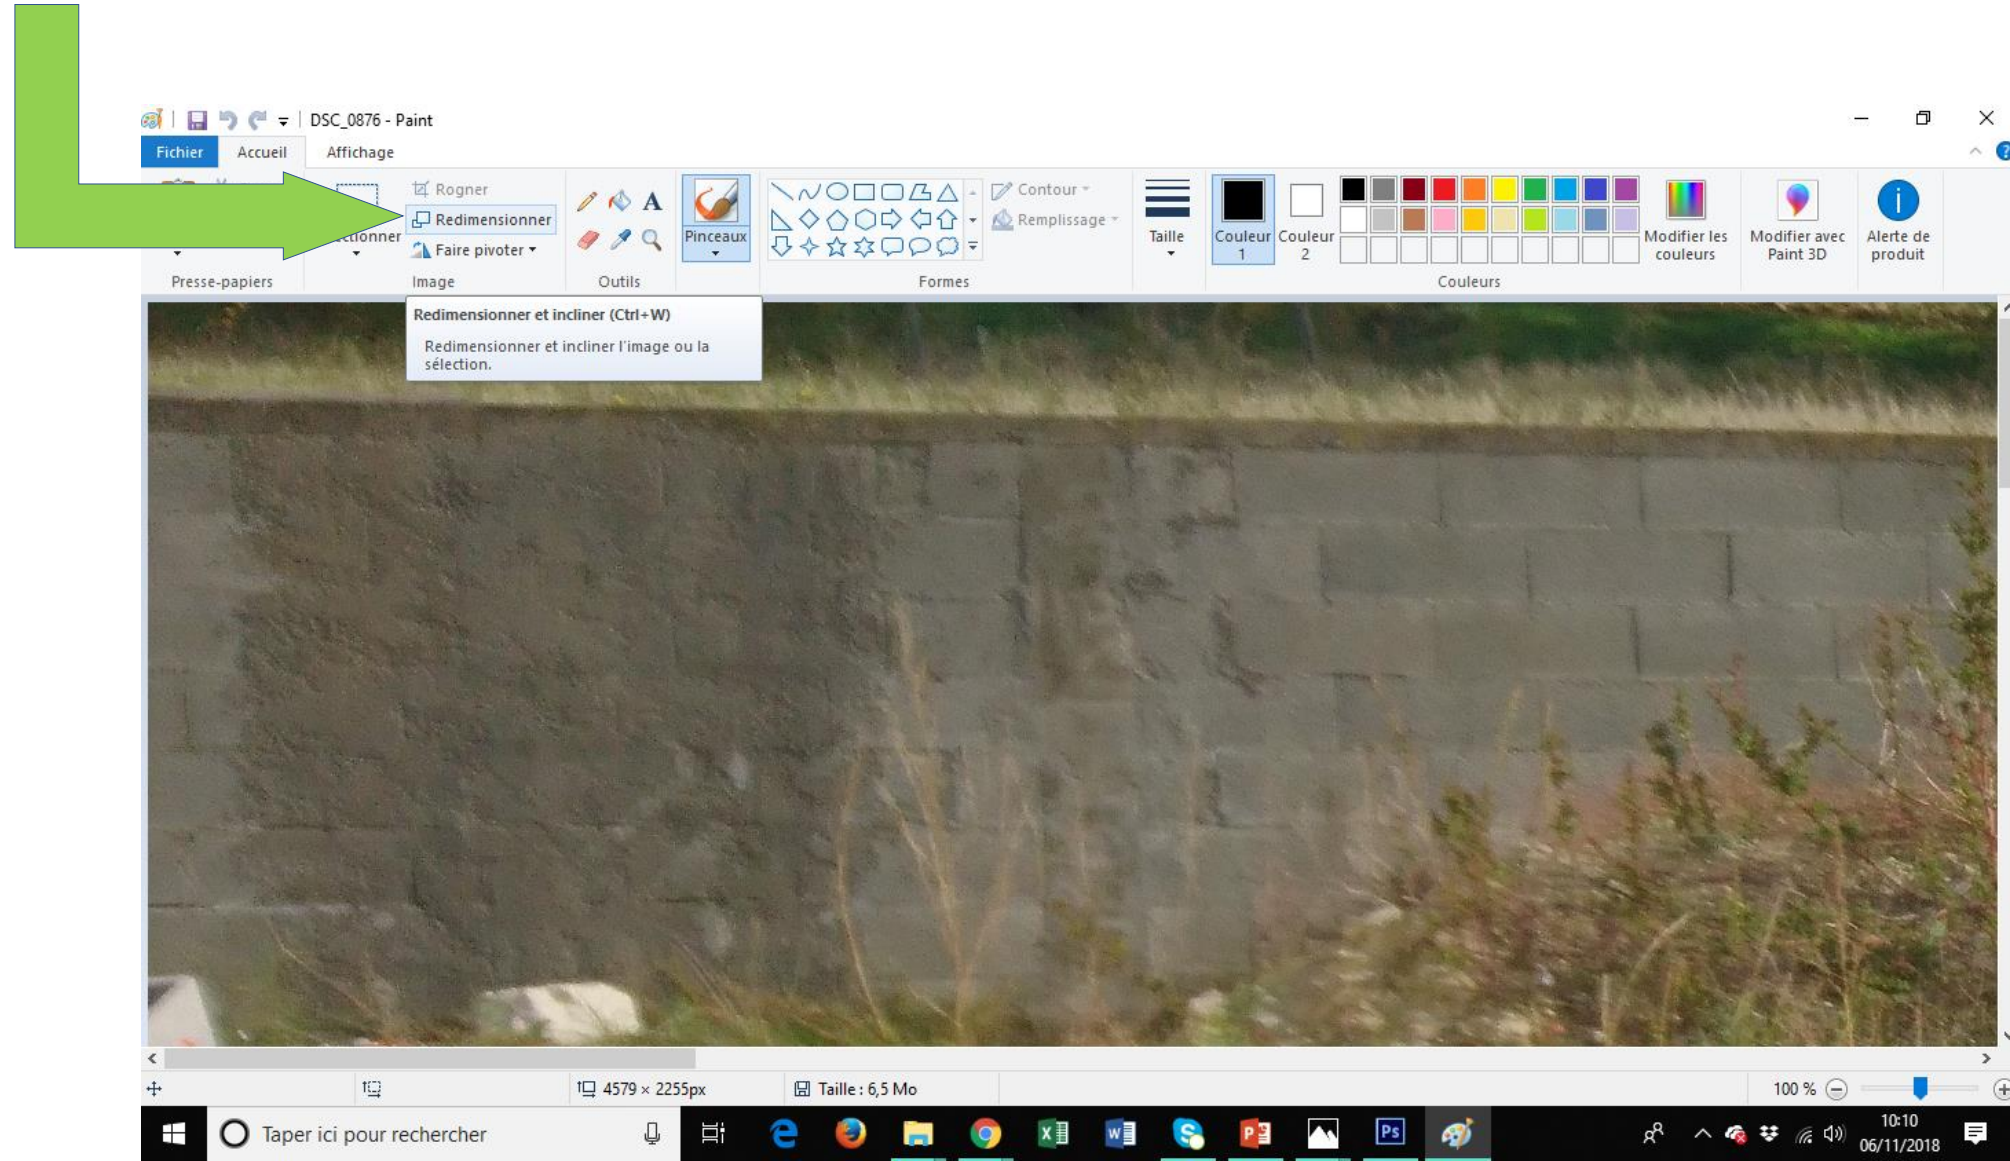 DSC_0876 - Paint
Fichier Accueil Affichage
Rogner
Redimensionner
Faire pivoter
Pinceaux
Contour
Remplissage
Taille
Couleur 1
Couleur 2
Modifier les couleurs
Modifier avec Paint 3D
Alerte de produit
Presse-papiers Image Outils Formes Couleurs
Redimensionner et incliner (Ctrl+W)
Redimensionner et incliner l'image ou la
sélection.
4579 × 2255px Taille : 6,5 Mo 100 %
Taper ici pour rechercher
10:10
06/11/2018